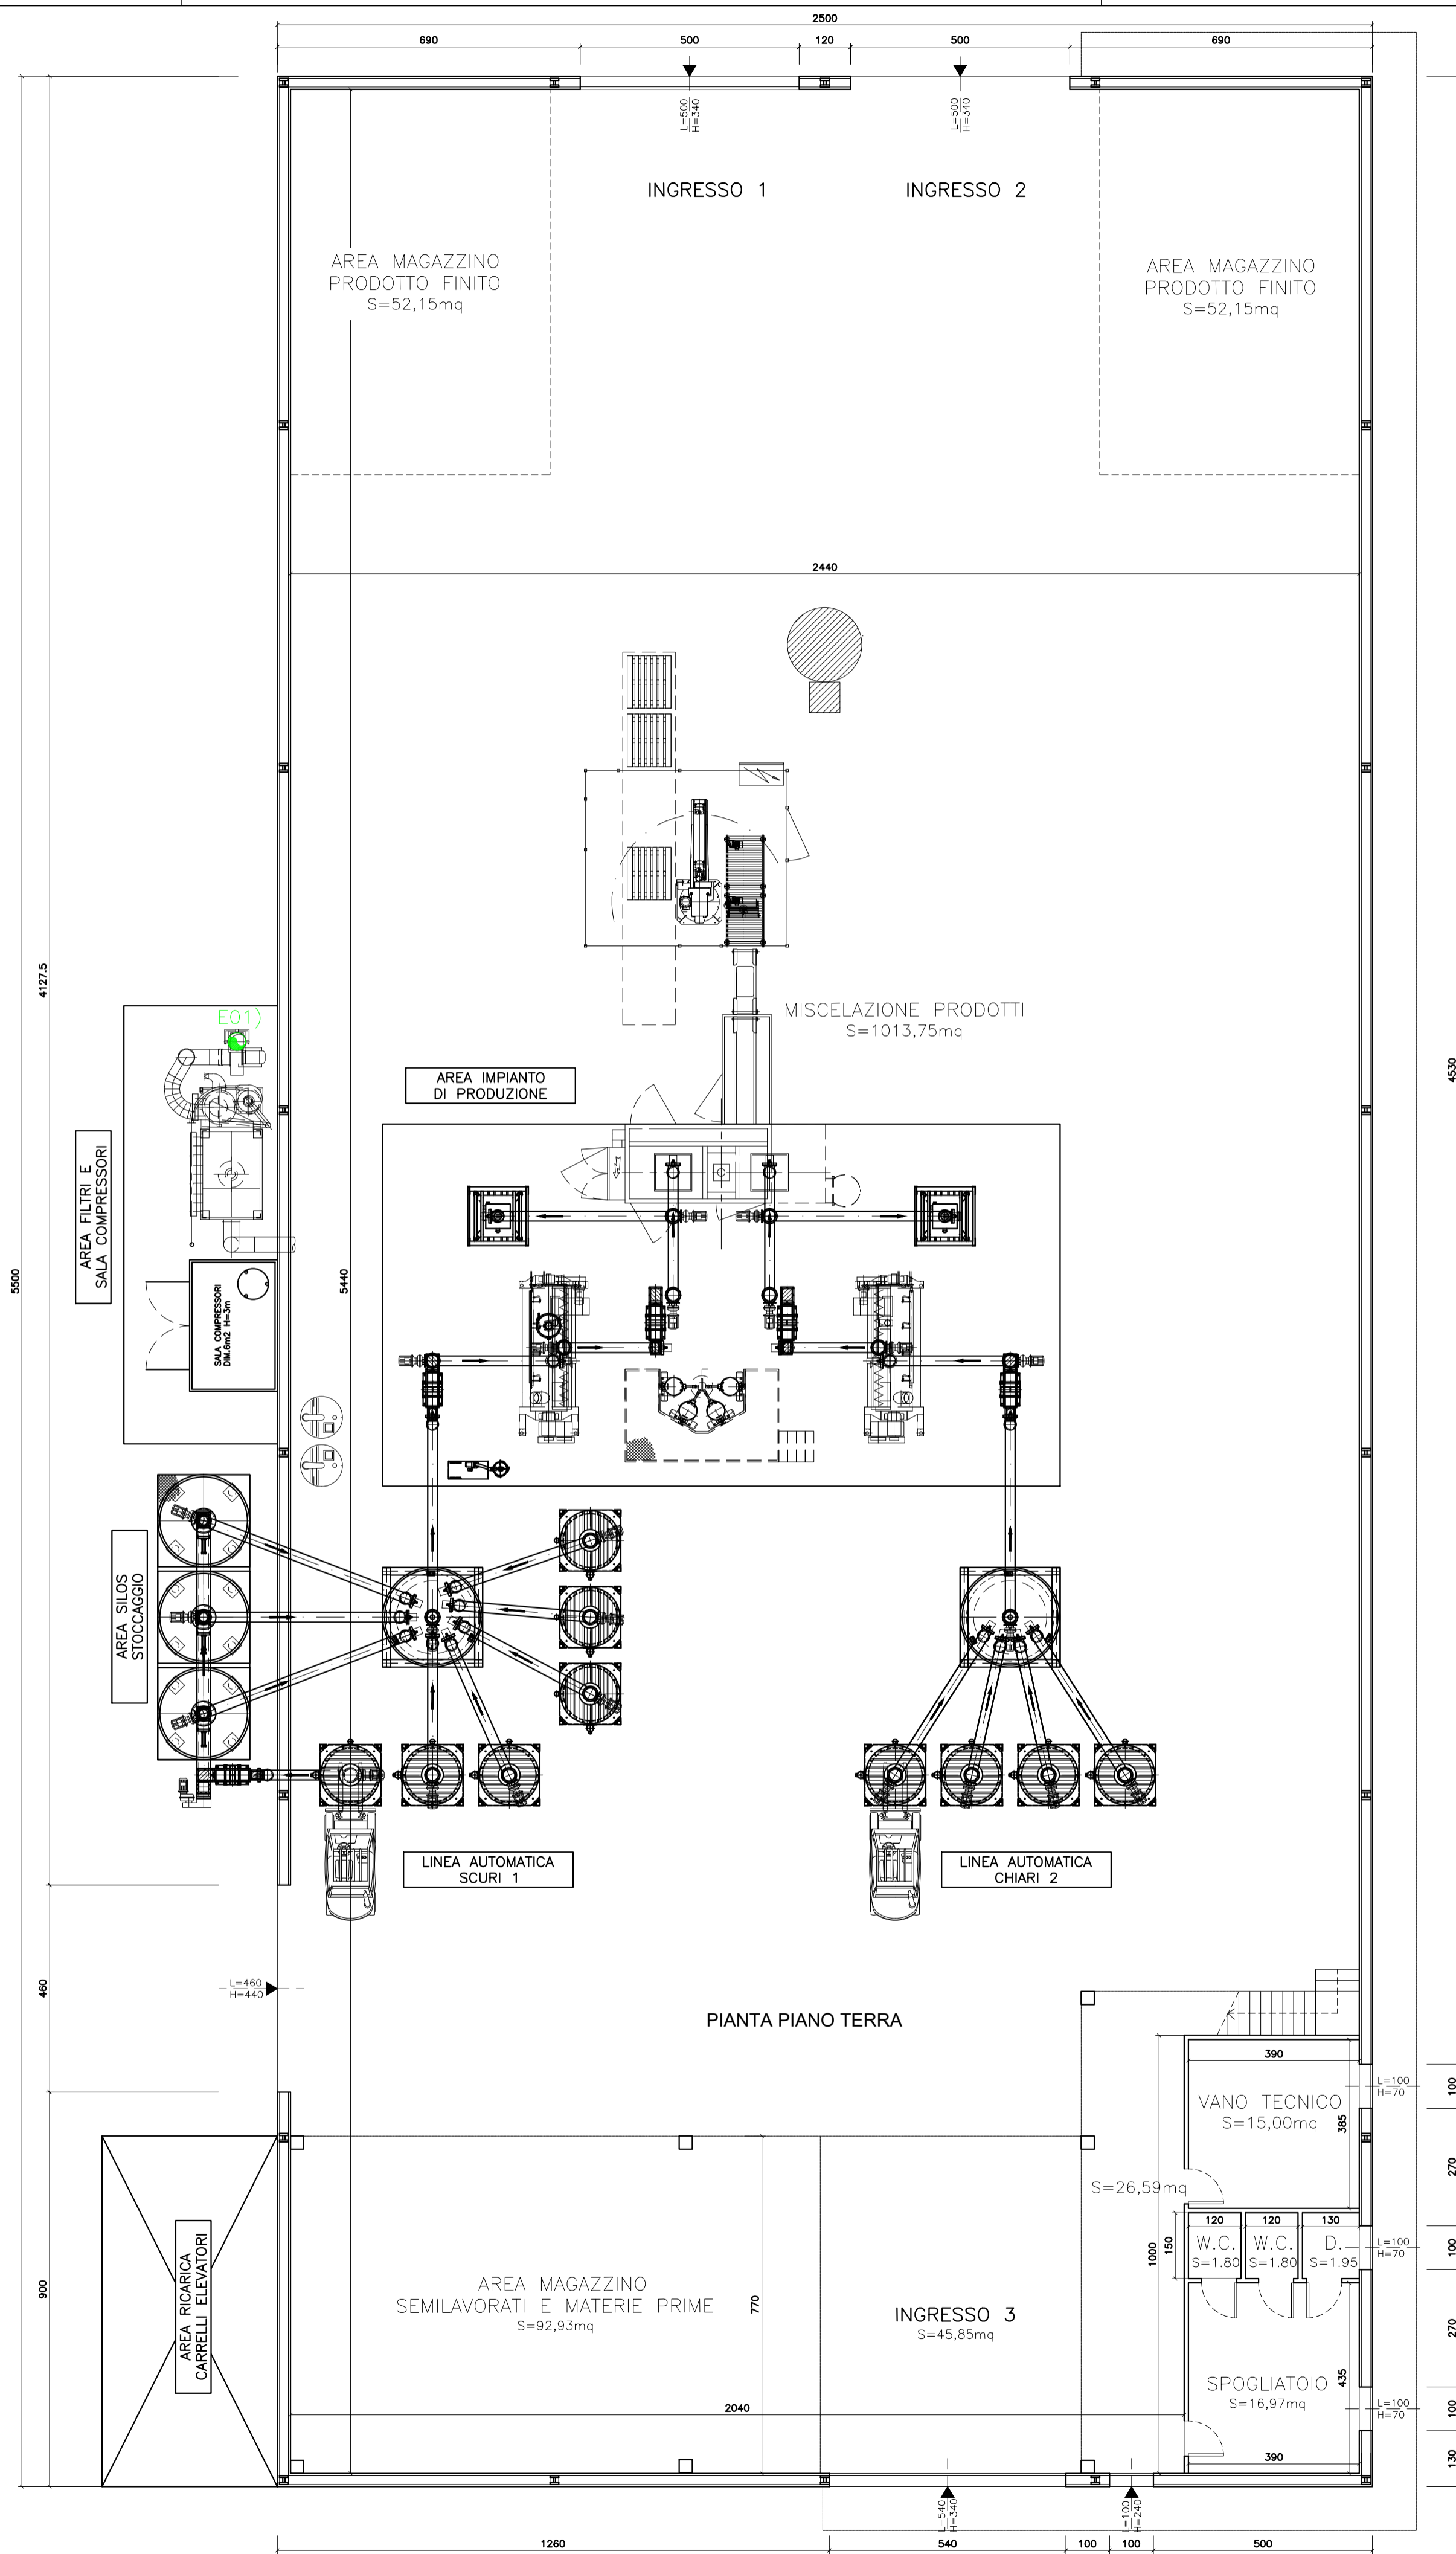 2500
690
500
120
500
690
L=500
H=340
L=500
H=340
INGRESSO 1
INGRESSO 2
AREA MAGAZZINO
PRODOTTO FINITO
S=52,15mq
AREA MAGAZZINO
PRODOTTO FINITO
S=52,15mq
2440
4127.5
4530
E01)
MISCELAZIONE PRODOTTI
S=1013,75mq
AREA IMPIANTO
DI PRODUZIONE
AREA FILTRI E
SALA COMPRESSORI
5500
5440
SALA COMPRESSORI
DIM.6m2 H=3m
AREA SILOS
STOCCAGGIO
LINEA AUTOMATICA
SCURI 1
LINEA AUTOMATICA
CHIARI 2
460
L=460
H=440
PIANTA PIANO TERRA
390
L=100
H=70
100
VANO TECNICO
S=15,00mq
385
270
S=26,59mq
120
120
130
W.C.
S=1.80
W.C.
S=1.80
D.
S=1.95
L=100
H=70
100
1000
150
900
AREA RICARICA
CARRELLI ELEVATORI
AREA MAGAZZINO
SEMILAVORATI E MATERIE PRIME
S=92,93mq
770
INGRESSO 3
S=45,85mq
270
SPOGLIATOIO
S=16,97mq
435
L=100
H=70
100
2040
390
130
L=540
H=340
L=100
H=240
1260
540
100
100
500